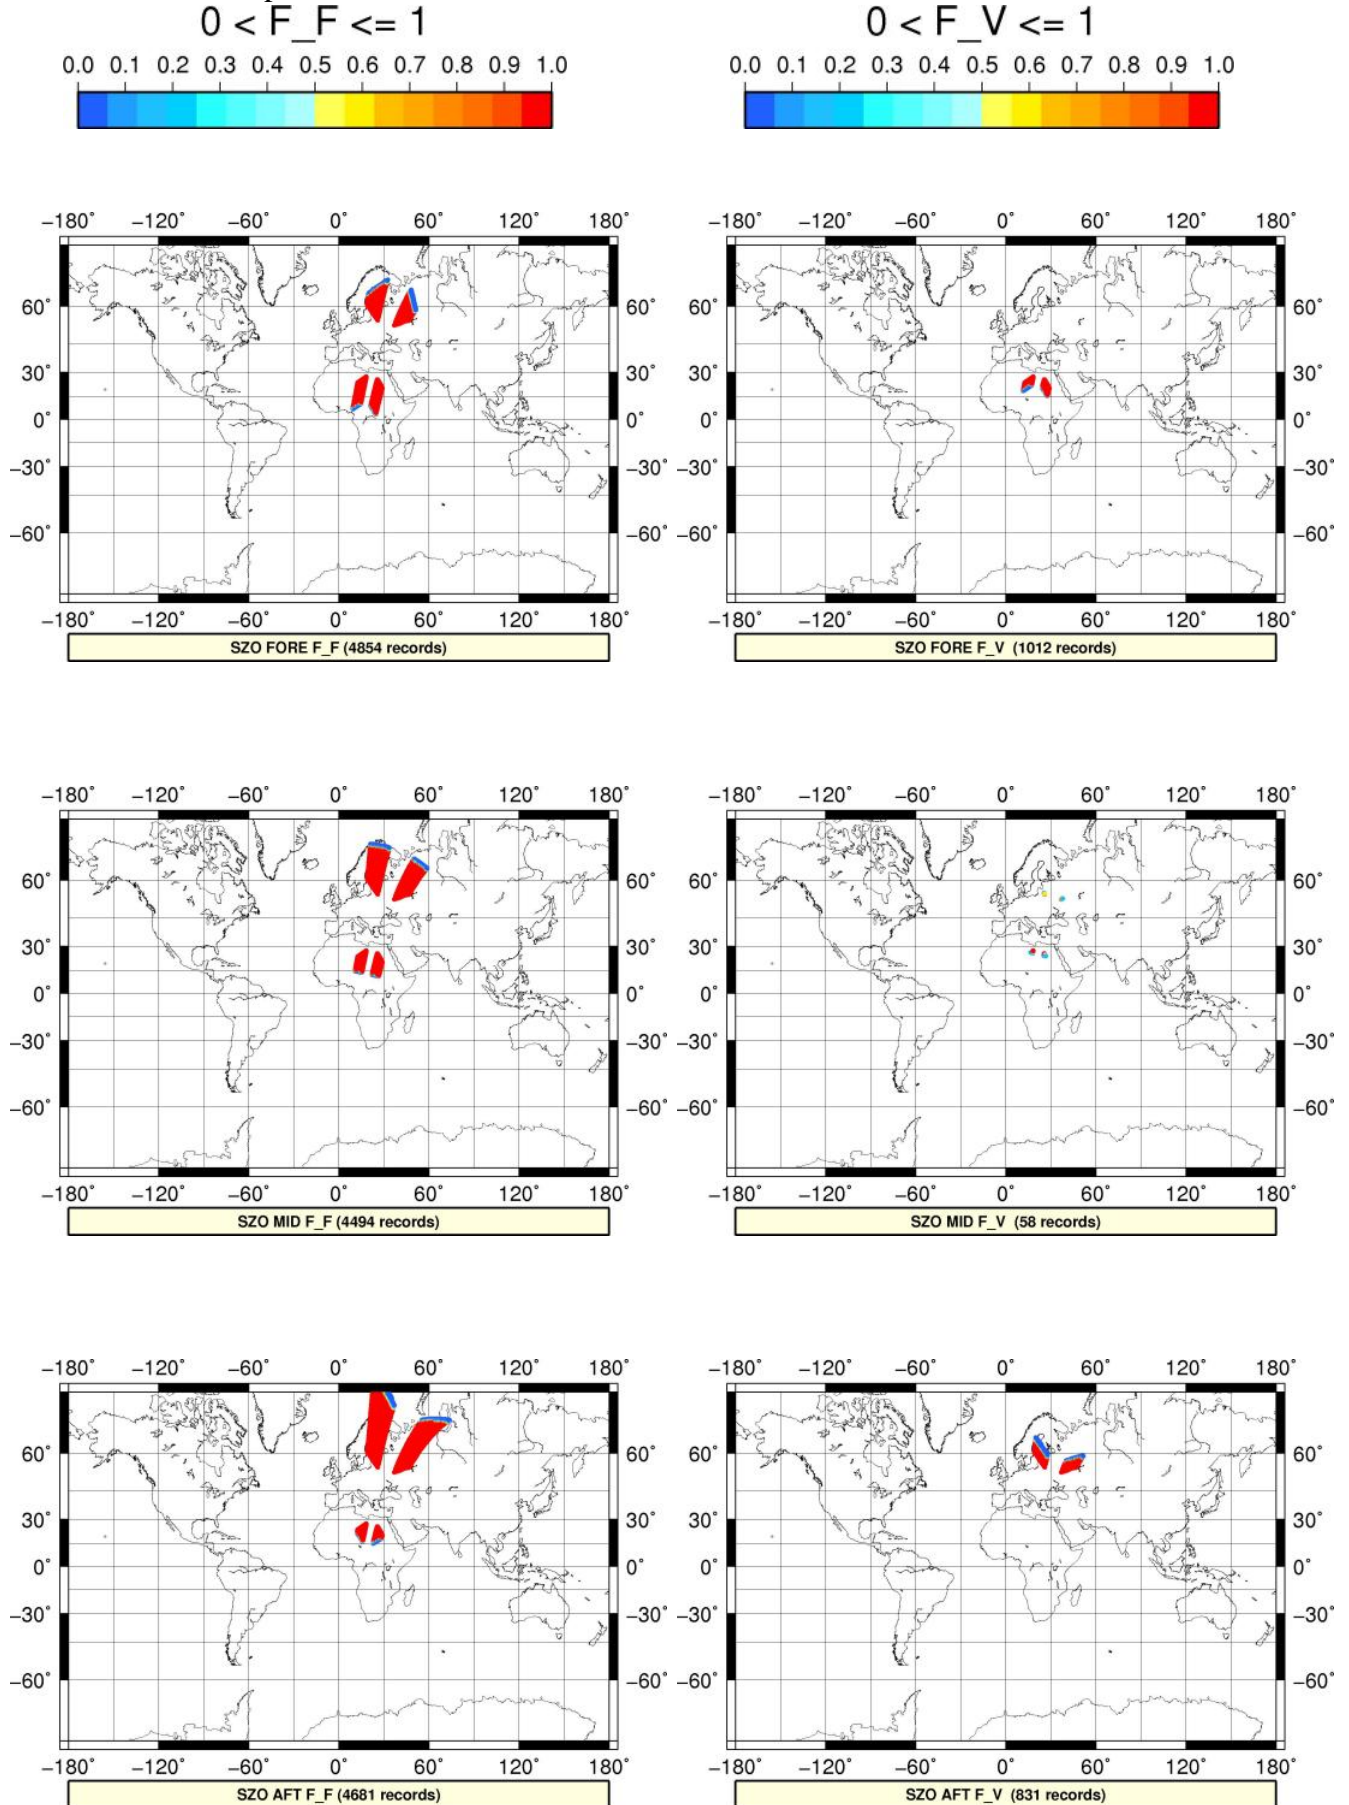 0 < F_F <= 1 0 < F_V <= 1
0.0 0.1 0.2 0.3 0.4 0.5 0.6 0.7 0.8 0.9 1.0 0.0 0.1 0.2 0.3 0.4 0.5 0.6 0.7 0.8 0.9 1.0
−180˚ −120˚ −60˚ 0˚ 60˚ 120˚ 180˚ −180˚ −120˚ −60˚ 0˚ 60˚ 120˚ 180˚
60˚ 60˚ 60˚
30˚ 30˚ 30˚
0˚ 0˚ 0˚
−30˚ −30˚ −30˚ −30˚
−60˚ −60˚ −60˚ −60˚
−180˚ −120˚ −60˚ 0˚ 60˚ 120˚ 180˚ −180˚ −120˚ −60˚ 0˚ 60˚ 120˚ 180˚
SZO FORE F_F (4854 records) SZO FORE F_V (1012 records)
−180˚ −120˚ −60˚ 0˚ 60˚ 120˚ 180˚ −180˚ −120˚ −60˚ 0˚ 60˚ 120˚ 180˚
60˚ 60˚ 60˚
30˚ 30˚ 30˚
0˚ 0˚ 0˚
−30˚ −30˚ −30˚ −30˚
−60˚ −60˚ −60˚ −60˚
−180˚ −120˚ −60˚ 0˚ 60˚ 120˚ 180˚ −180˚ −120˚ −60˚ 0˚ 60˚ 120˚ 180˚
SZO MID F_F (4494 records) SZO MID F_V (58 records)
−180˚ −120˚ −60˚ 0˚ 60˚ 120˚ 180˚ −180˚ −120˚ −60˚ 0˚ 60˚ 120˚ 180˚
60˚ 60˚ 60˚
30˚ 30˚ 30˚
0˚ 0˚ 0˚
−30˚ −30˚ −30˚ −30˚
−60˚ −60˚ −60˚ −60˚
−180˚ −120˚ −60˚ 0˚ 60˚ 120˚ 180˚ −180˚ −120˚ −60˚ 0˚ 60˚ 120˚ 180˚
SZO AFT F_F (4681 records) SZO AFT F_V (831 records)